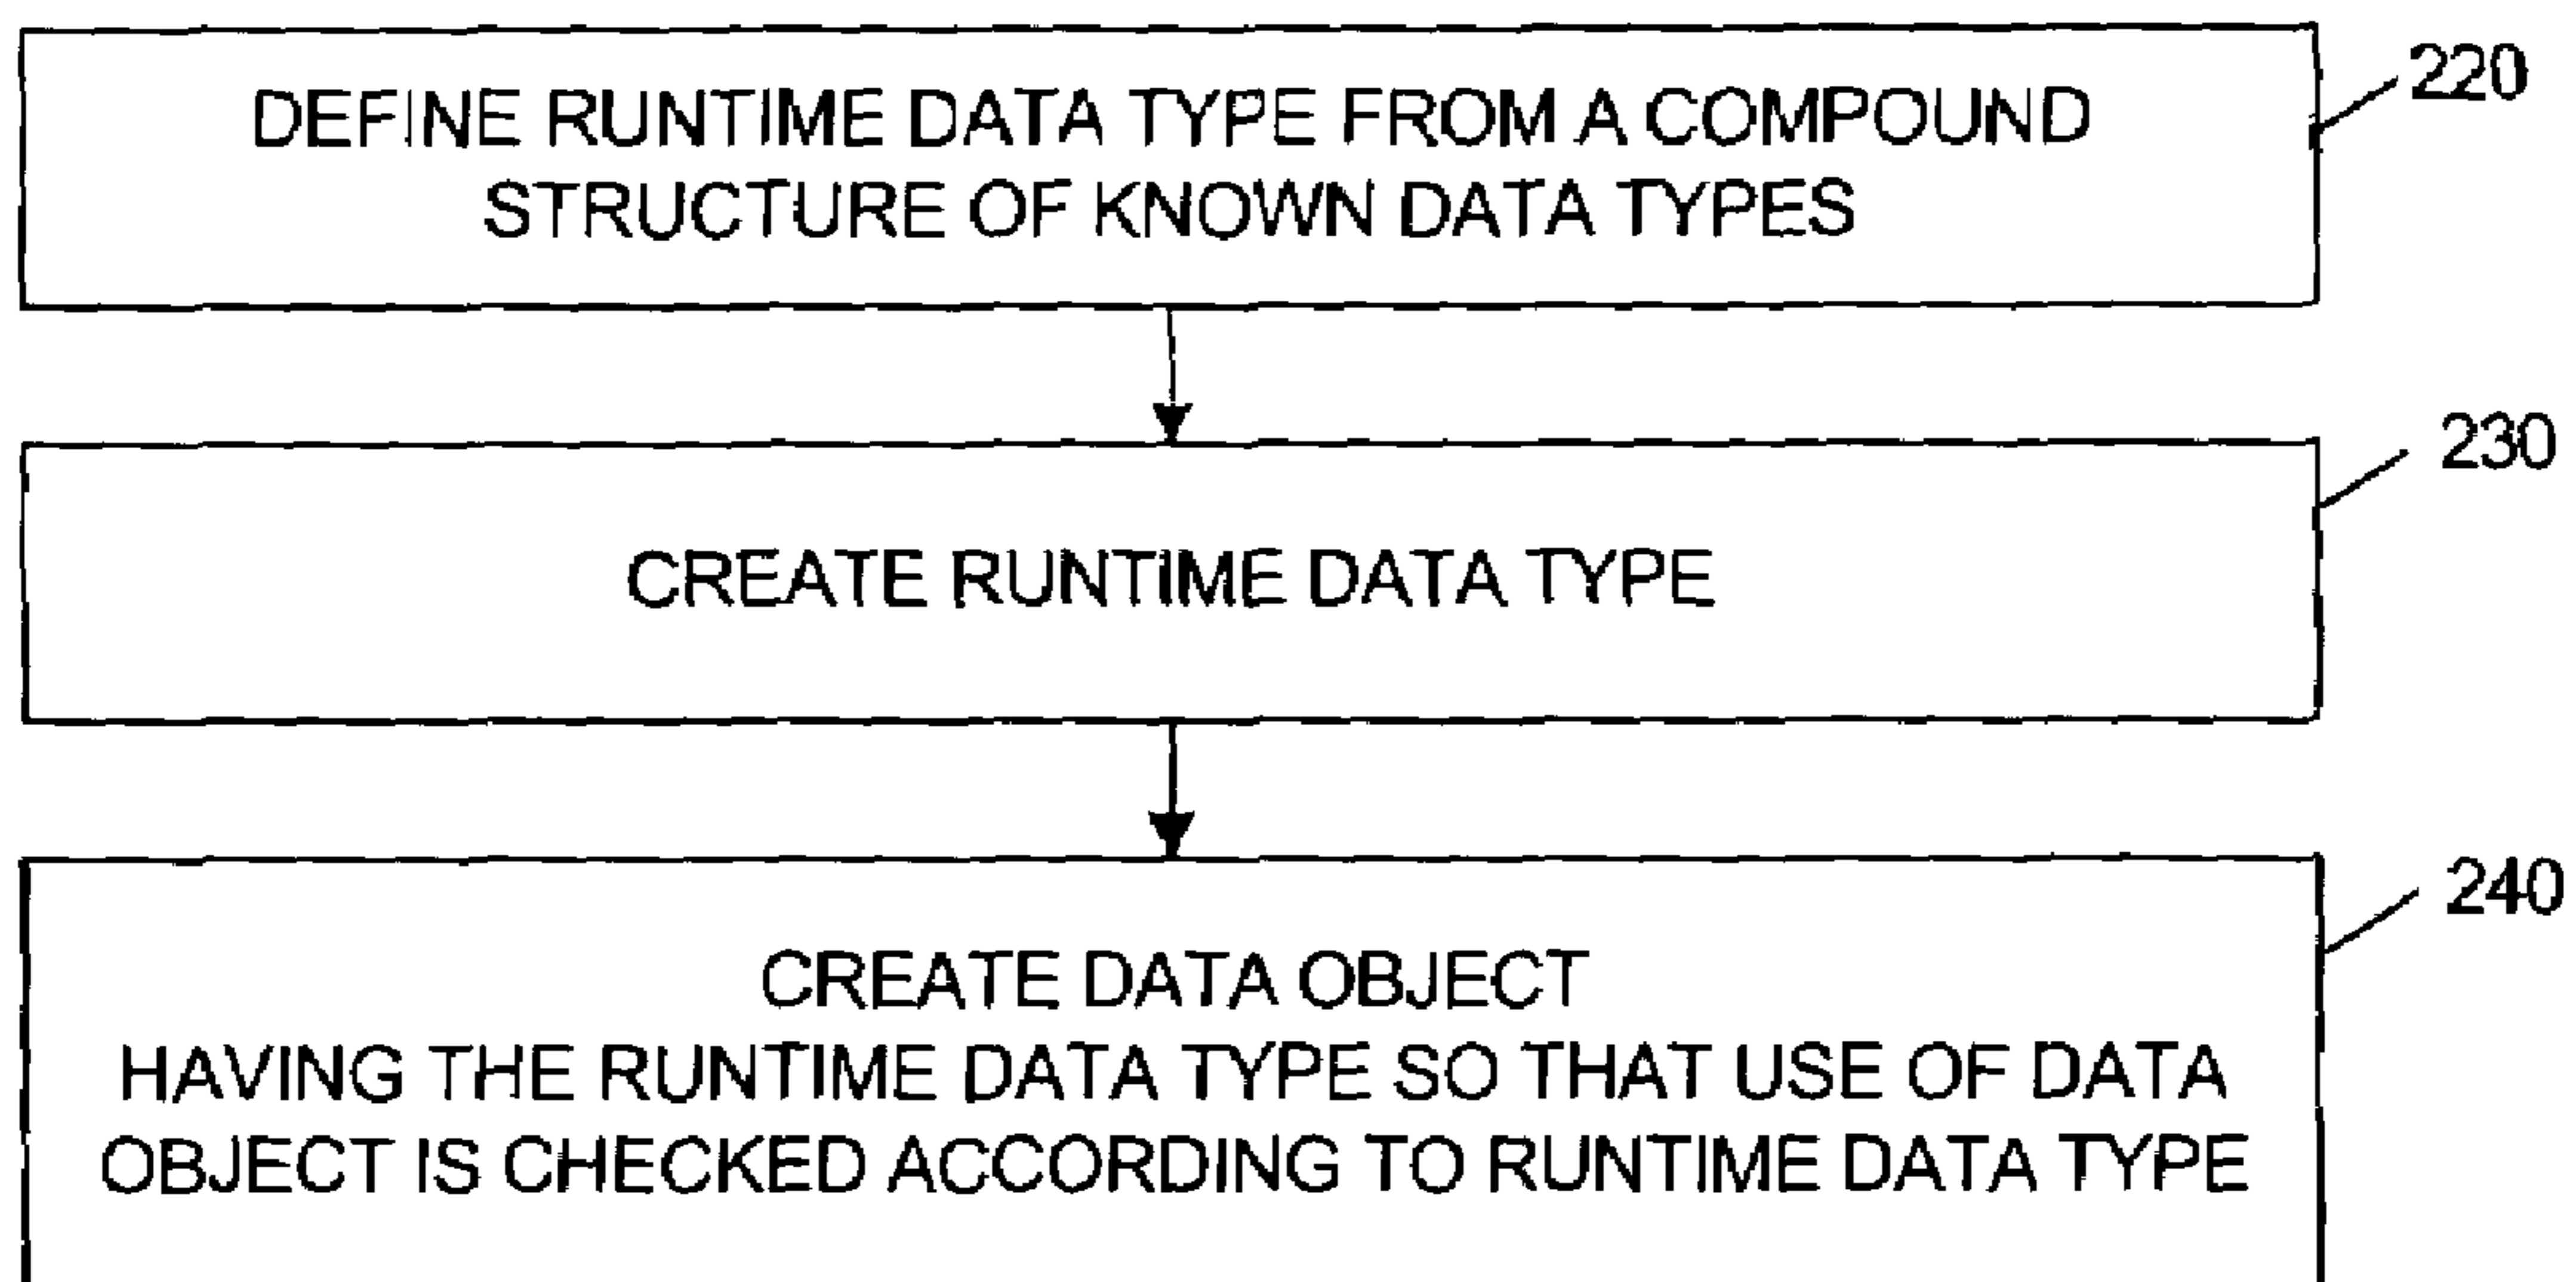 DEFINE RUNTIME DATA TYPE FROM A COMPOUND
STRUCTURE OF KNOWN DATA TYPES
220
CREATE RUNTIME DATA TYPE
230
CREATE DATA OBJECT
HAVING THE RUNTIME DATA TYPE SO THAT USE OF DATA
OBJECT IS CHECKED ACCORDING TO RUNTIME DATA TYPE
240